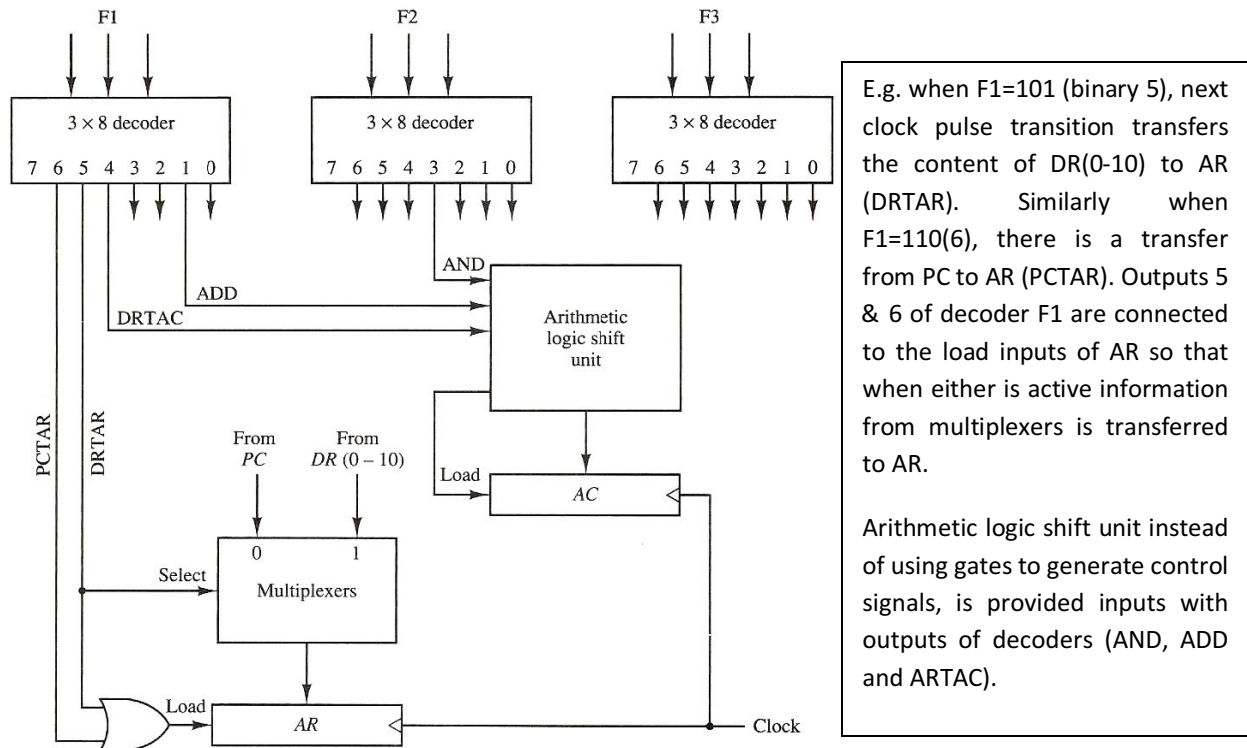 F1
F2
F3
3 × 8 decoder
3 × 8 decoder
3 × 8 decoder
7 6 5 4 3 2 1 0
7 6 5 4 3 2 1 0
7 6 5 4 3 2 1 0
AND
ADD
DRTAC
Arithmetic
logic shift
unit
PCTAR
DRTAR
From
PC
From
DR (0 – 10)
Load
AC
0 1
Select
Multiplexers
Load
AR
Clock
E.g. when F1=101 (binary 5), next
clock pulse transition transfers
the content of DR(0-10) to AR
(DRTAR). Similarly when
F1=110(6), there is a transfer
from PC to AR (PCTAR). Outputs 5
& 6 of decoder F1 are connected
to the load inputs of AR so that
when either is active information
from multiplexers is transferred
to AR.
Arithmetic logic shift unit instead
of using gates to generate control
signals, is provided inputs with
outputs of decoders (AND, ADD
and ARTAC).